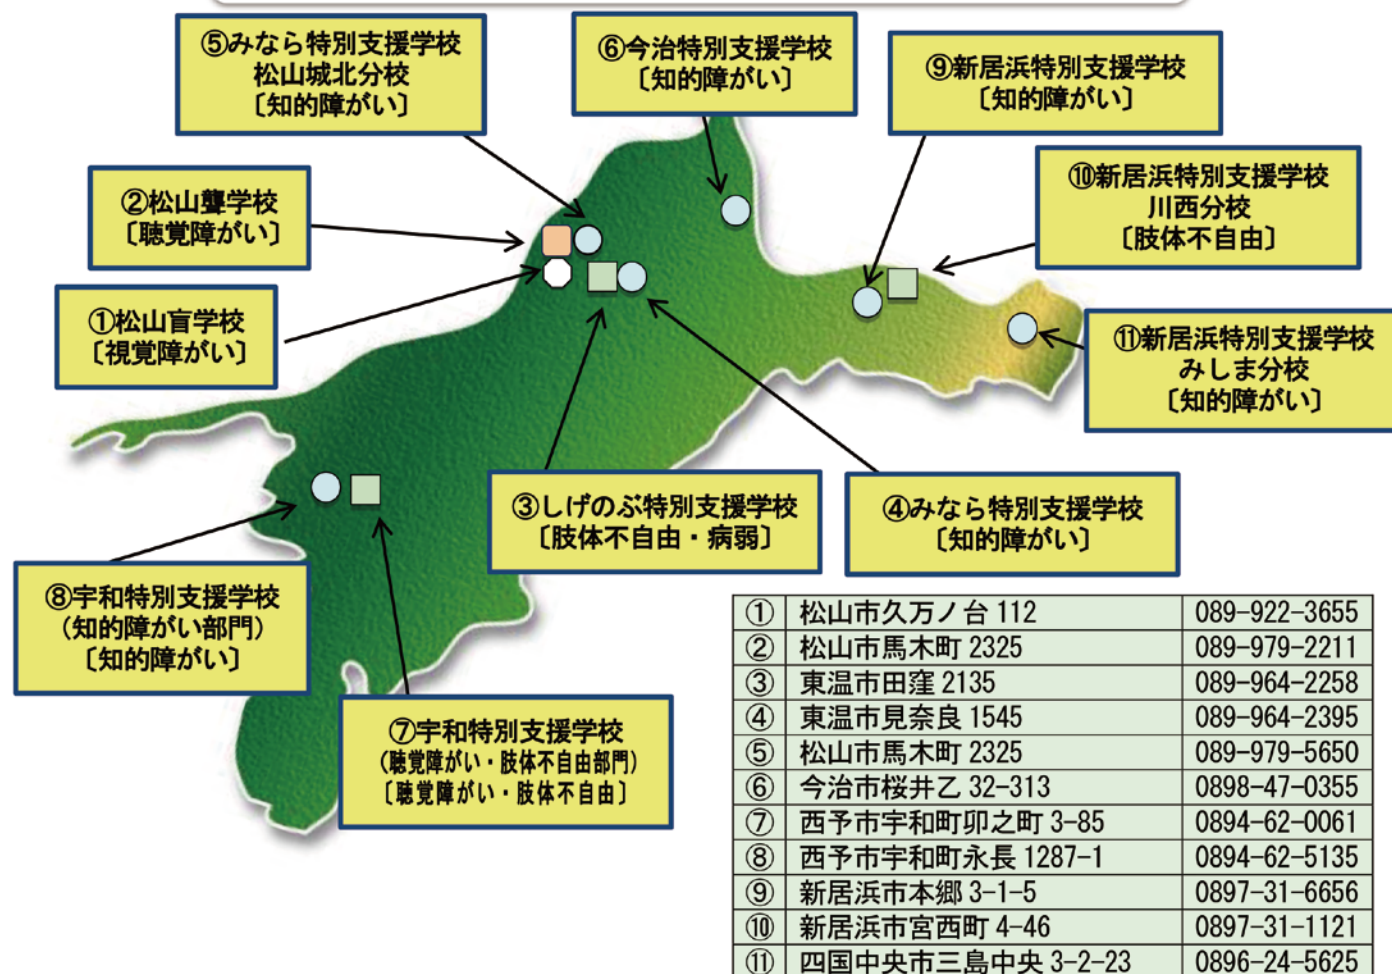 ⑤みなら特別支援学校
松山城北分校
〔知的障がい〕
⑥今治特別支援学校
〔知的障がい〕
⑨新居浜特別支援学校
〔知的障がい〕
②松山聾学校
〔聴覚障がい〕
⑩新居浜特別支援学校
川西分校
〔肢体不自由〕
①松山盲学校
〔視覚障がい〕
⑪新居浜特別支援学校
みしま分校
〔知的障がい〕
③しげのぶ特別支援学校
〔肢体不自由・病弱〕
④みなら特別支援学校
〔知的障がい〕
⑧宇和特別支援学校
（知的障がい部門）
〔知的障がい〕
⑦宇和特別支援学校
（聴覚障がい・肢体不自由部門）
〔聴覚障がい・肢体不自由〕
① 松山市久万ノ台 112 089-922-3655
② 松山市馬木町 2325 089-979-2211
③ 東温市田窪 2135 089-964-2258
④ 東温市見奈良 1545 089-964-2395
⑤ 松山市馬木町 2325 089-979-5650
⑥ 今治市桜井乙 32-313 0898-47-0355
⑦ 西予市宇和町卯之町 3-85 0894-62-0061
⑧ 西予市宇和町永長 1287-1 0894-62-5135
⑨ 新居浜市本郷 3-1-5 0897-31-6656
⑩ 新居浜市宮西町 4-46 0897-31-1121
⑪ 四国中央市三島中央 3-2-23 0896-24-5625